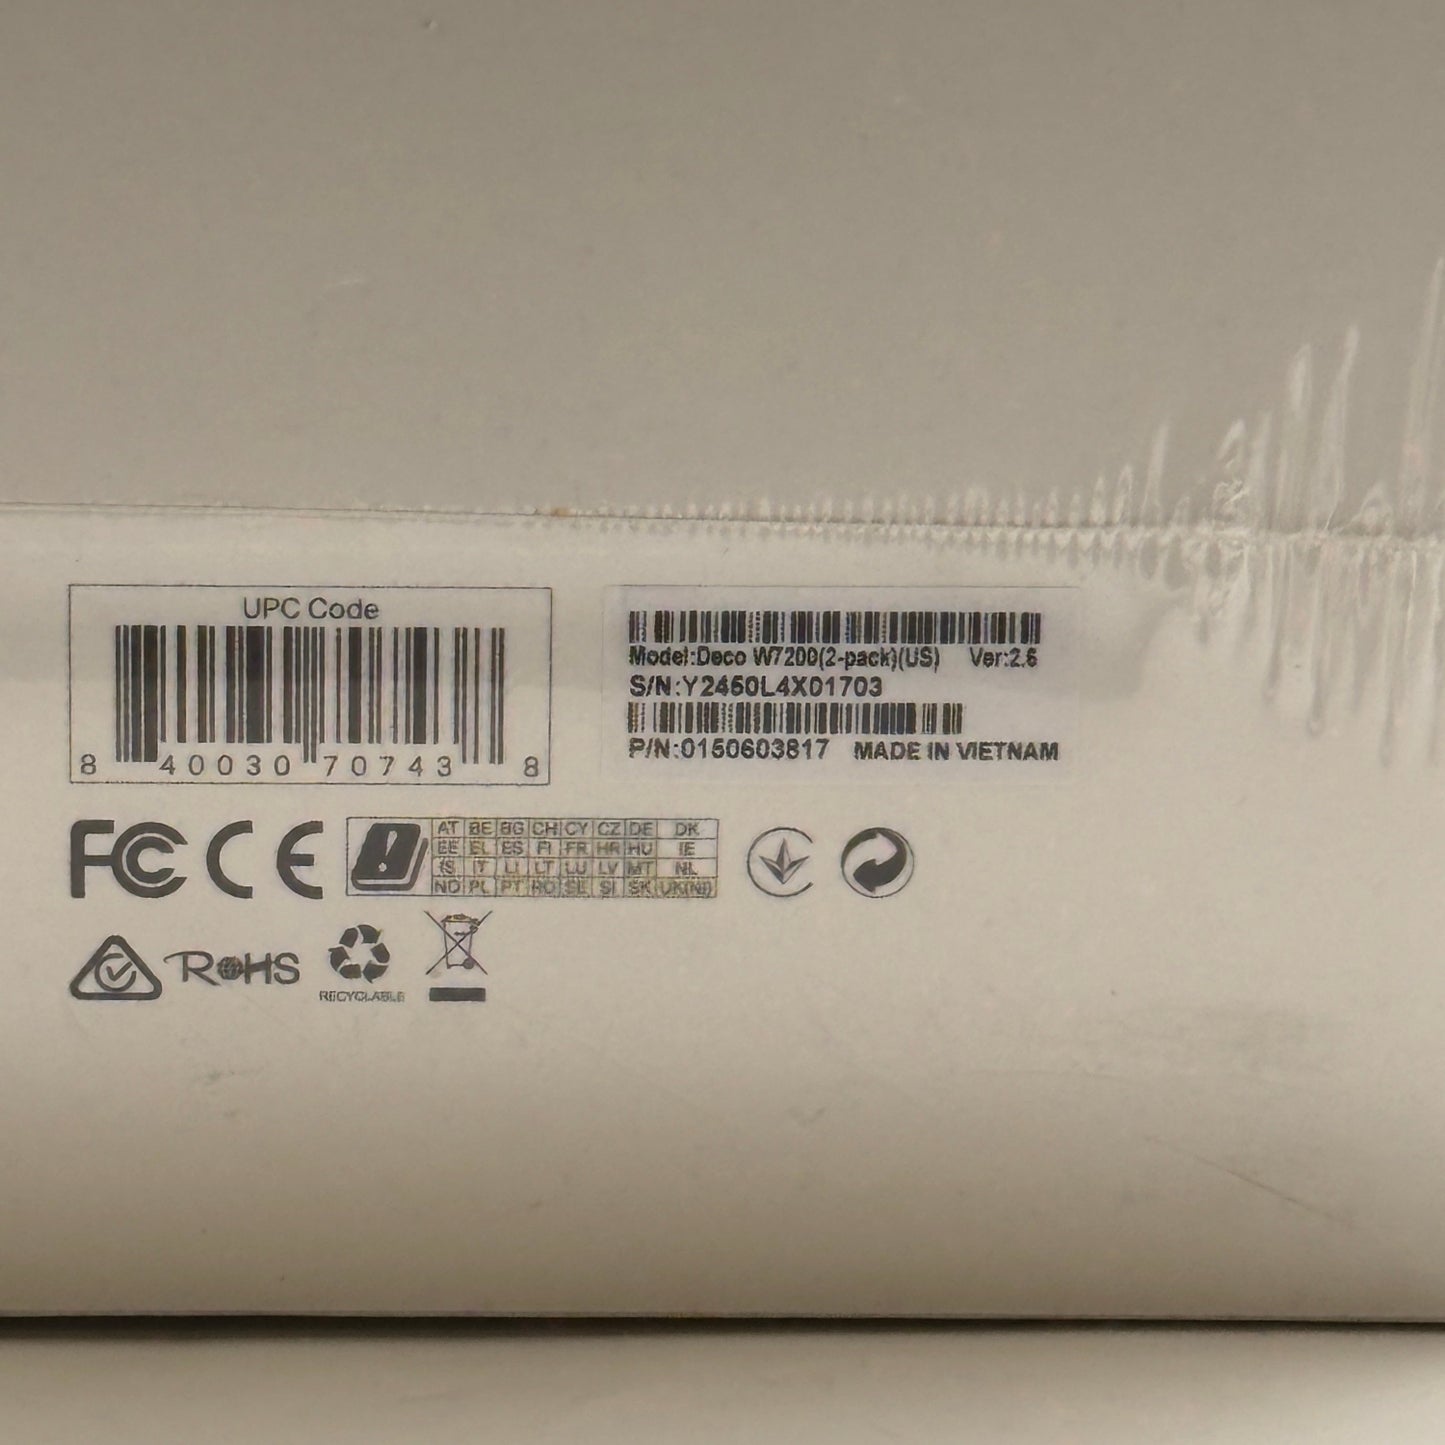 UPC Code
8 40030 70743 8
Model:Deco W7200(2-pack)(US) Ver:2.6
S/N:Y2460L4X01703
P/N:0150603817 MADE IN VIETNAM
FC CE ! AT BE BG CH CY CZ DE DK
EE EL ES FI FR HR HU IE
IS IT LI LT LU LV MT NL
NO PL PT RO SE SI SK UK(NI)
RoHS
RECYCLABLE